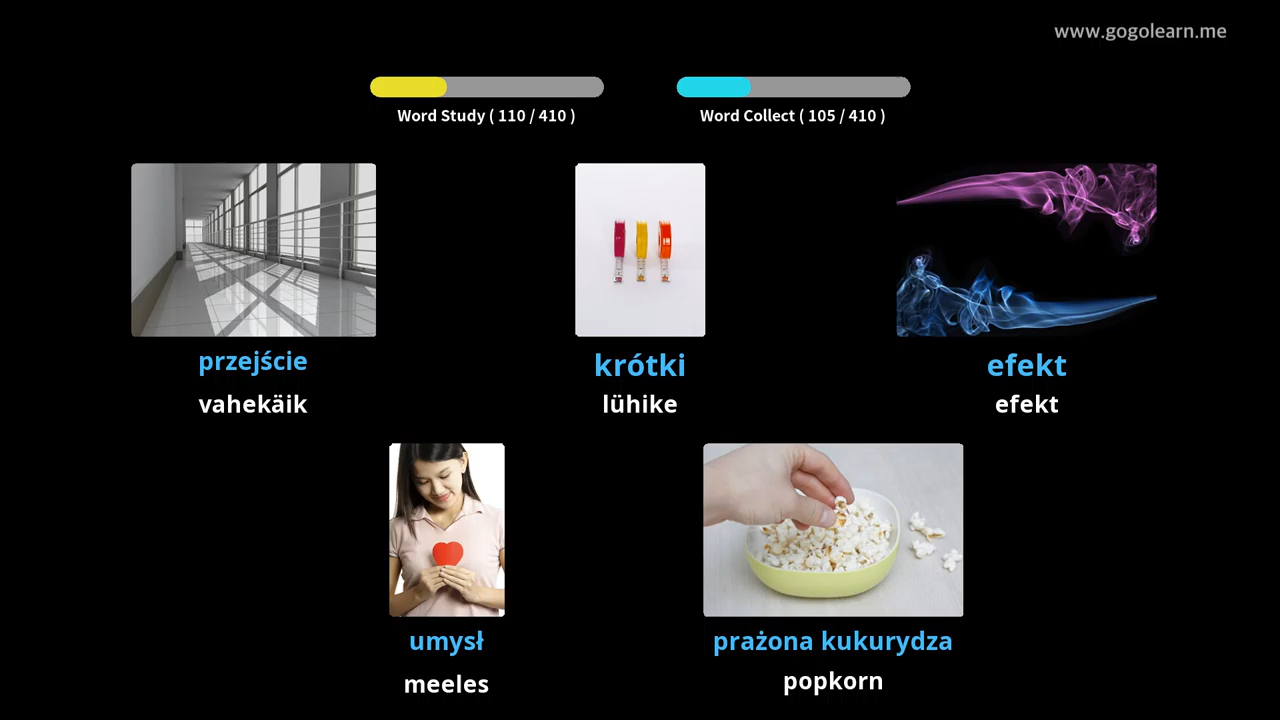 www.gogolearn.me
Word Study ( 110 / 410 )
Word Collect ( 105 / 410 )
przejście
vahekäik
krótki
lühike
efekt
efekt
umysł
meeles
prażona kukurydza
popkorn